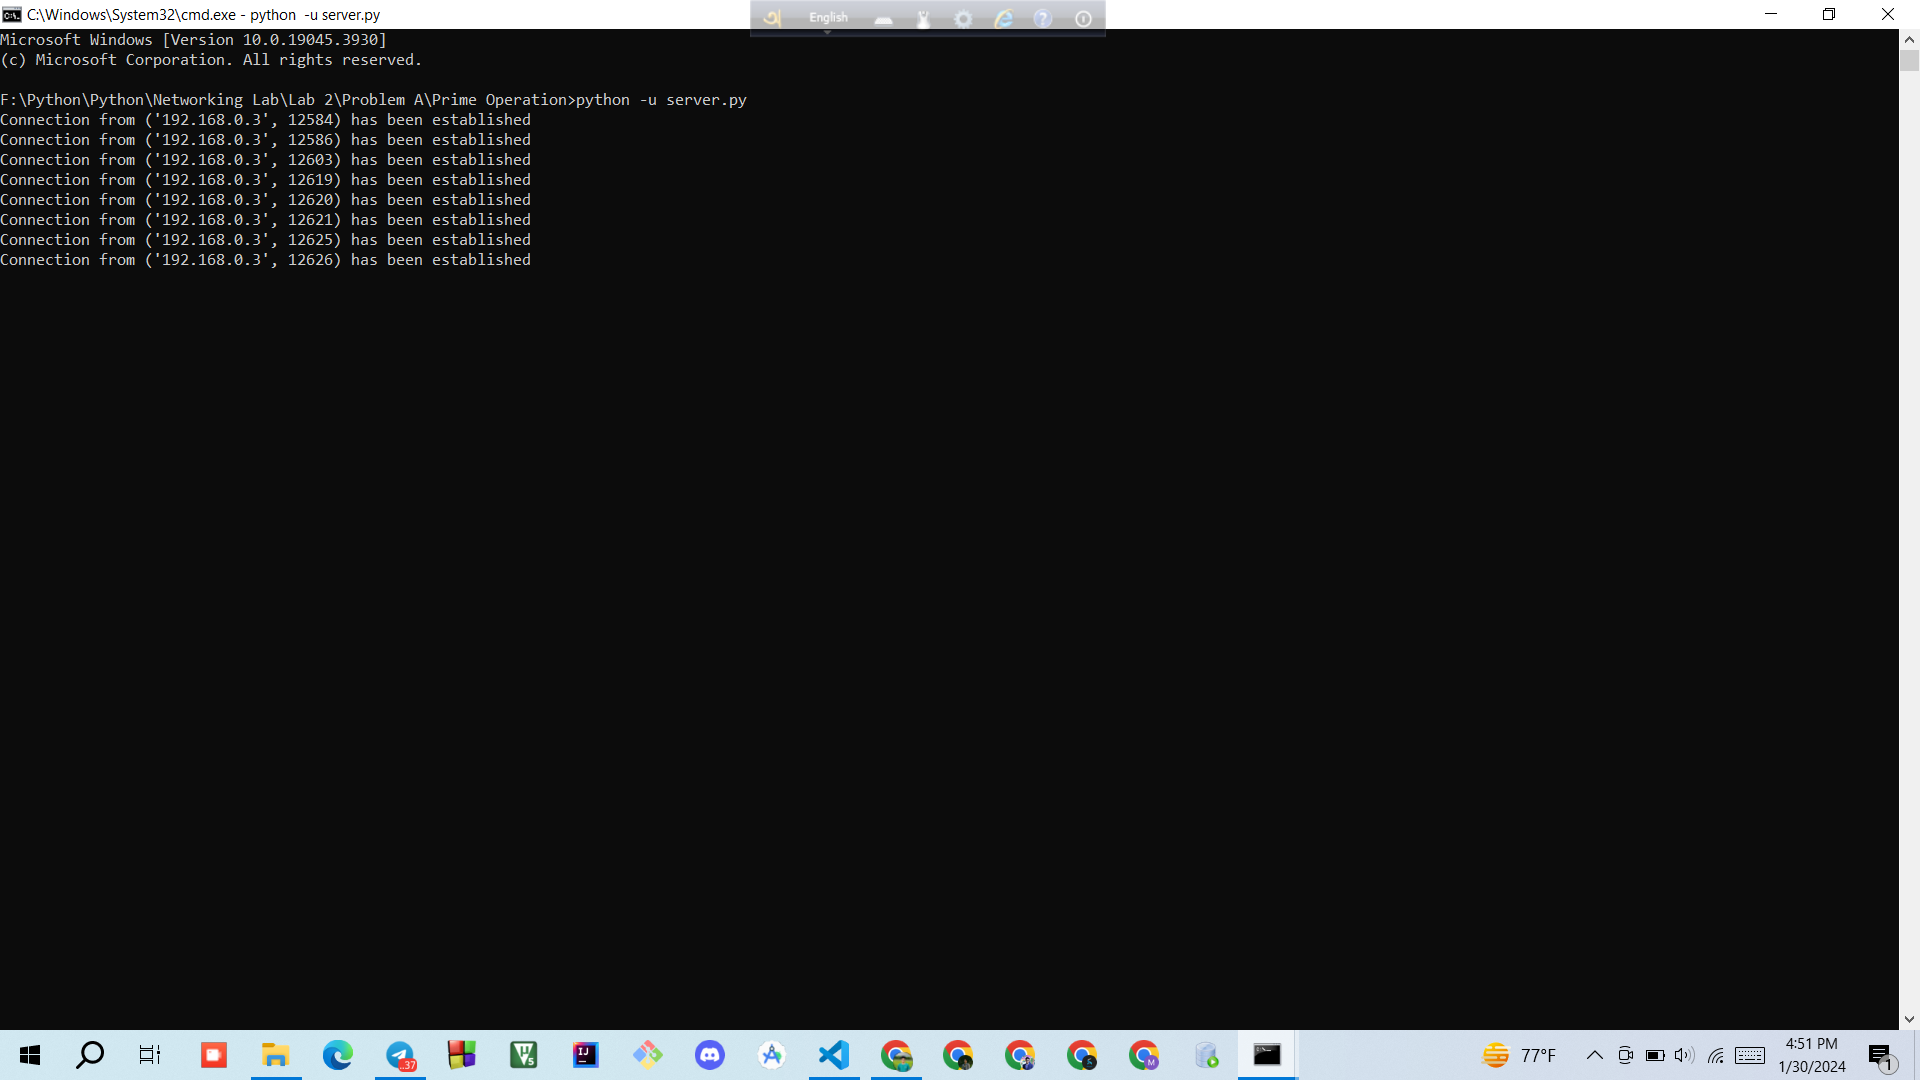 C:\Windows\System32\cmd.exe - python  -u server.py
English
Microsoft Windows [Version 10.0.19045.3930]
(c) Microsoft Corporation. All rights reserved.
F:\Python\Python\Networking Lab\Lab 2\Problem A\Prime Operation>python -u server.py
Connection from ('192.168.0.3', 12584) has been established
Connection from ('192.168.0.3', 12586) has been established
Connection from ('192.168.0.3', 12603) has been established
Connection from ('192.168.0.3', 12619) has been established
Connection from ('192.168.0.3', 12620) has been established
Connection from ('192.168.0.3', 12621) has been established
Connection from ('192.168.0.3', 12625) has been established
Connection from ('192.168.0.3', 12626) has been established
..37
IJ
77°F
4:51 PM
1/30/2024
1